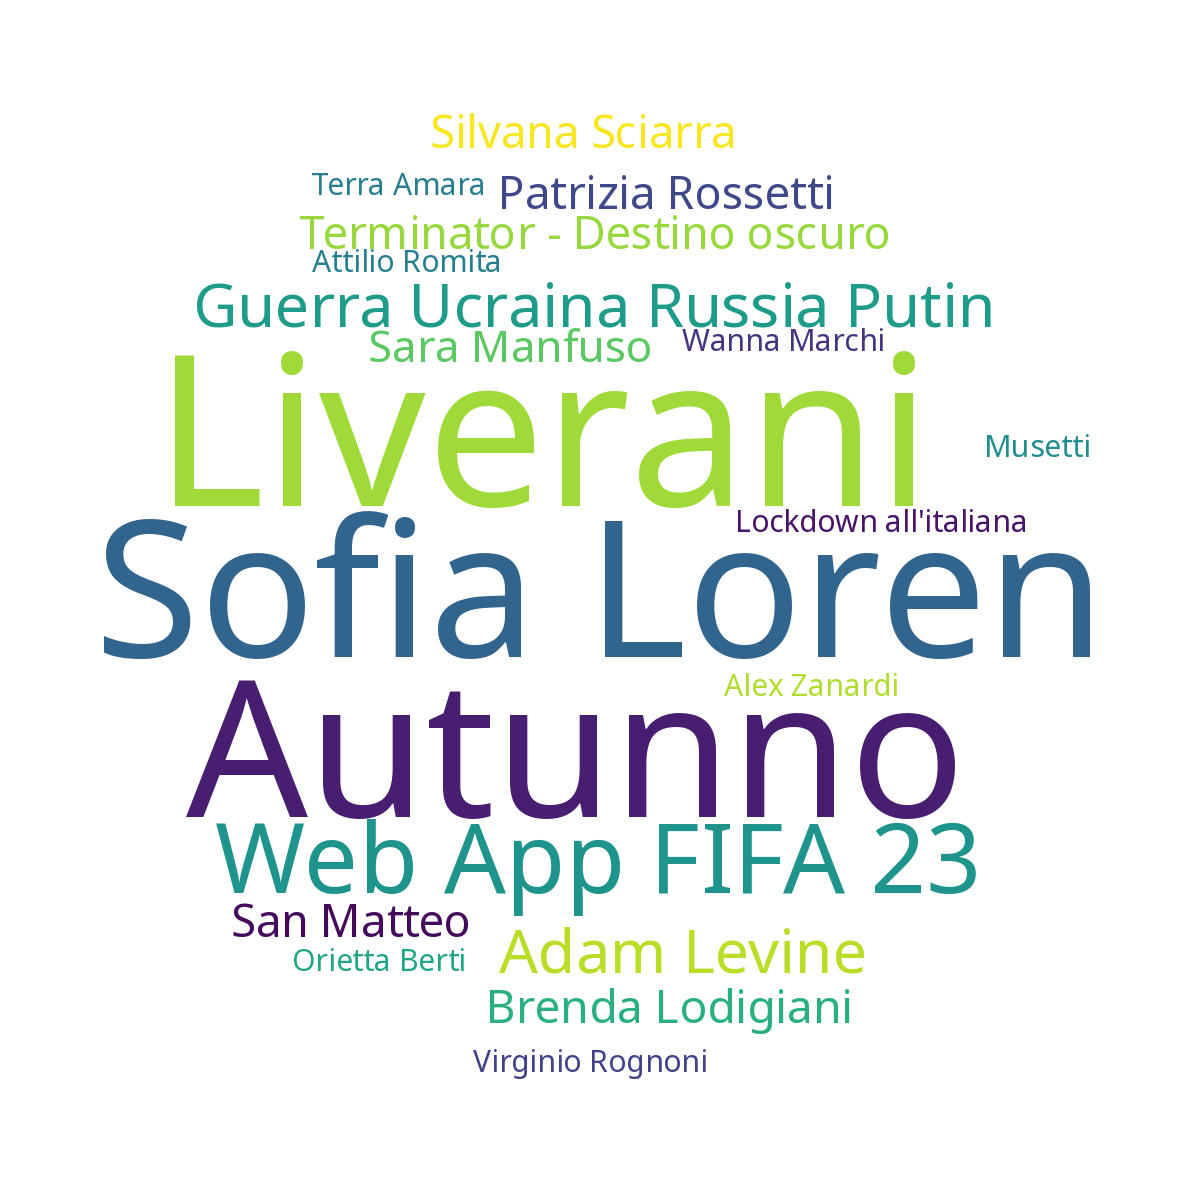 Silvana Sciarra
Terra Amara
Patrizia Rossetti
Terminator - Destino oscuro
Attilio Romita
Guerra Ucraina Russia Putin
Sara Manfuso
Wanna Marchi
Liverani
Musetti
Lockdown all'italiana
Sofia Loren
Alex Zanardi
Autunno
Web App FIFA 23
San Matteo
Adam Levine
Orietta Berti
Brenda Lodigiani
Virginio Rognoni